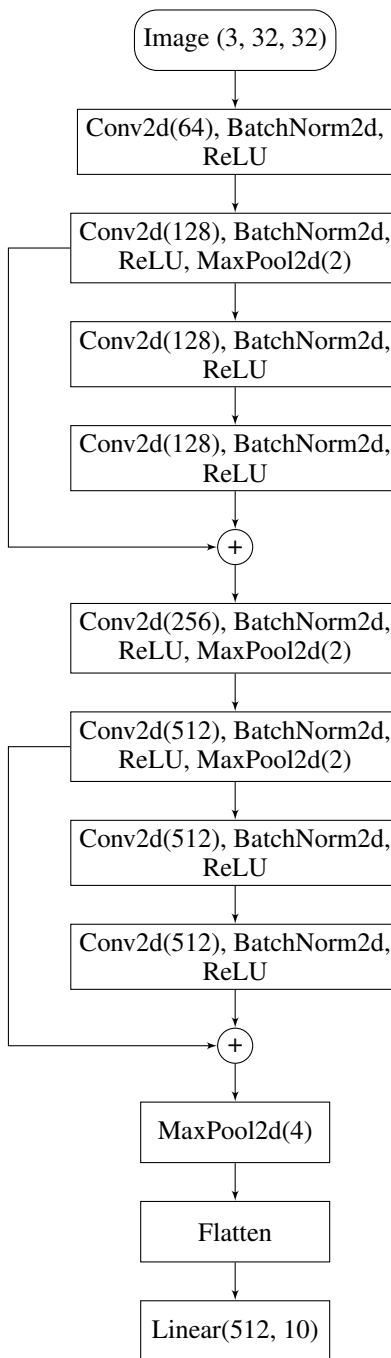 Image (3, 32, 32)
Conv2d(64), BatchNorm2d,
ReLU
Conv2d(128), BatchNorm2d,
ReLU, MaxPool2d(2)
Conv2d(128), BatchNorm2d,
ReLU
Conv2d(128), BatchNorm2d,
ReLU
+
Conv2d(256), BatchNorm2d,
ReLU, MaxPool2d(2)
Conv2d(512), BatchNorm2d,
ReLU, MaxPool2d(2)
Conv2d(512), BatchNorm2d,
ReLU
Conv2d(512), BatchNorm2d,
ReLU
+
MaxPool2d(4)
Flatten
Linear(512, 10)